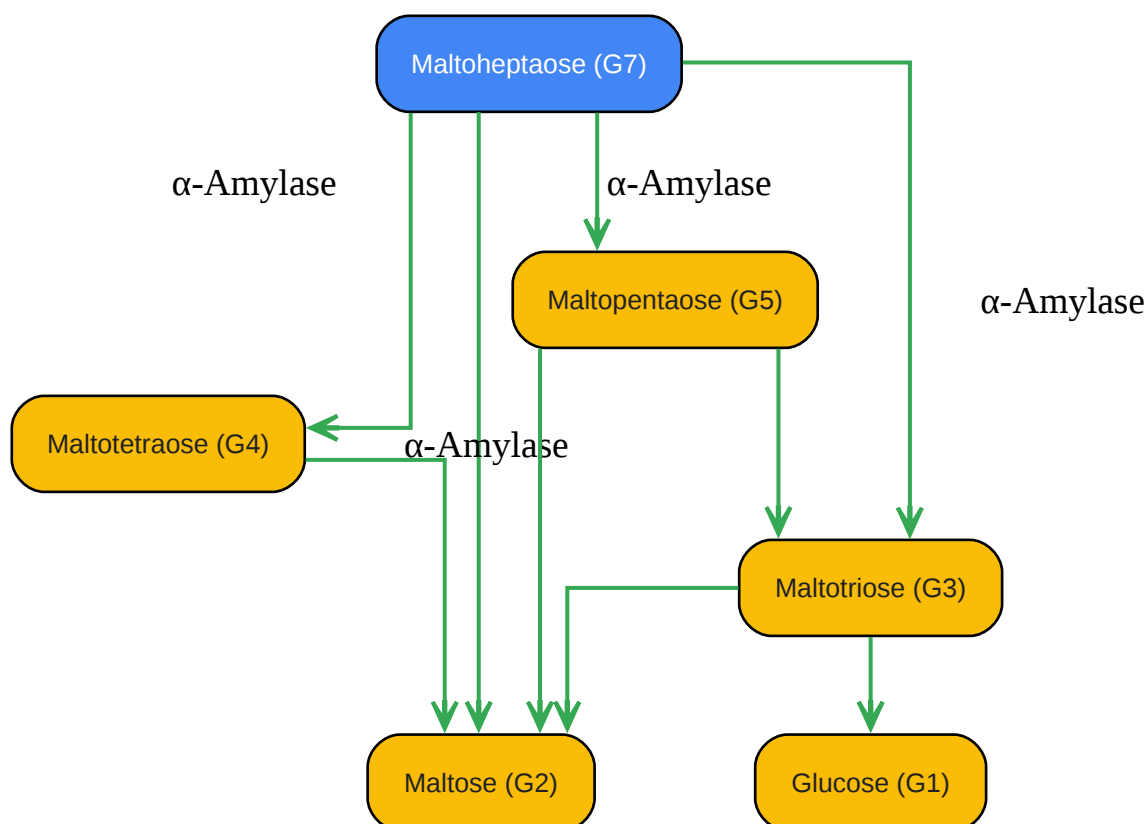 Maltoheptaose (G7)
α-Amylase
α-Amylase
Maltopentaose (G5)
α-Amylase
Maltotetraose (G4)
α-Amylase
Maltotriose (G3)
Maltose (G2)
Glucose (G1)